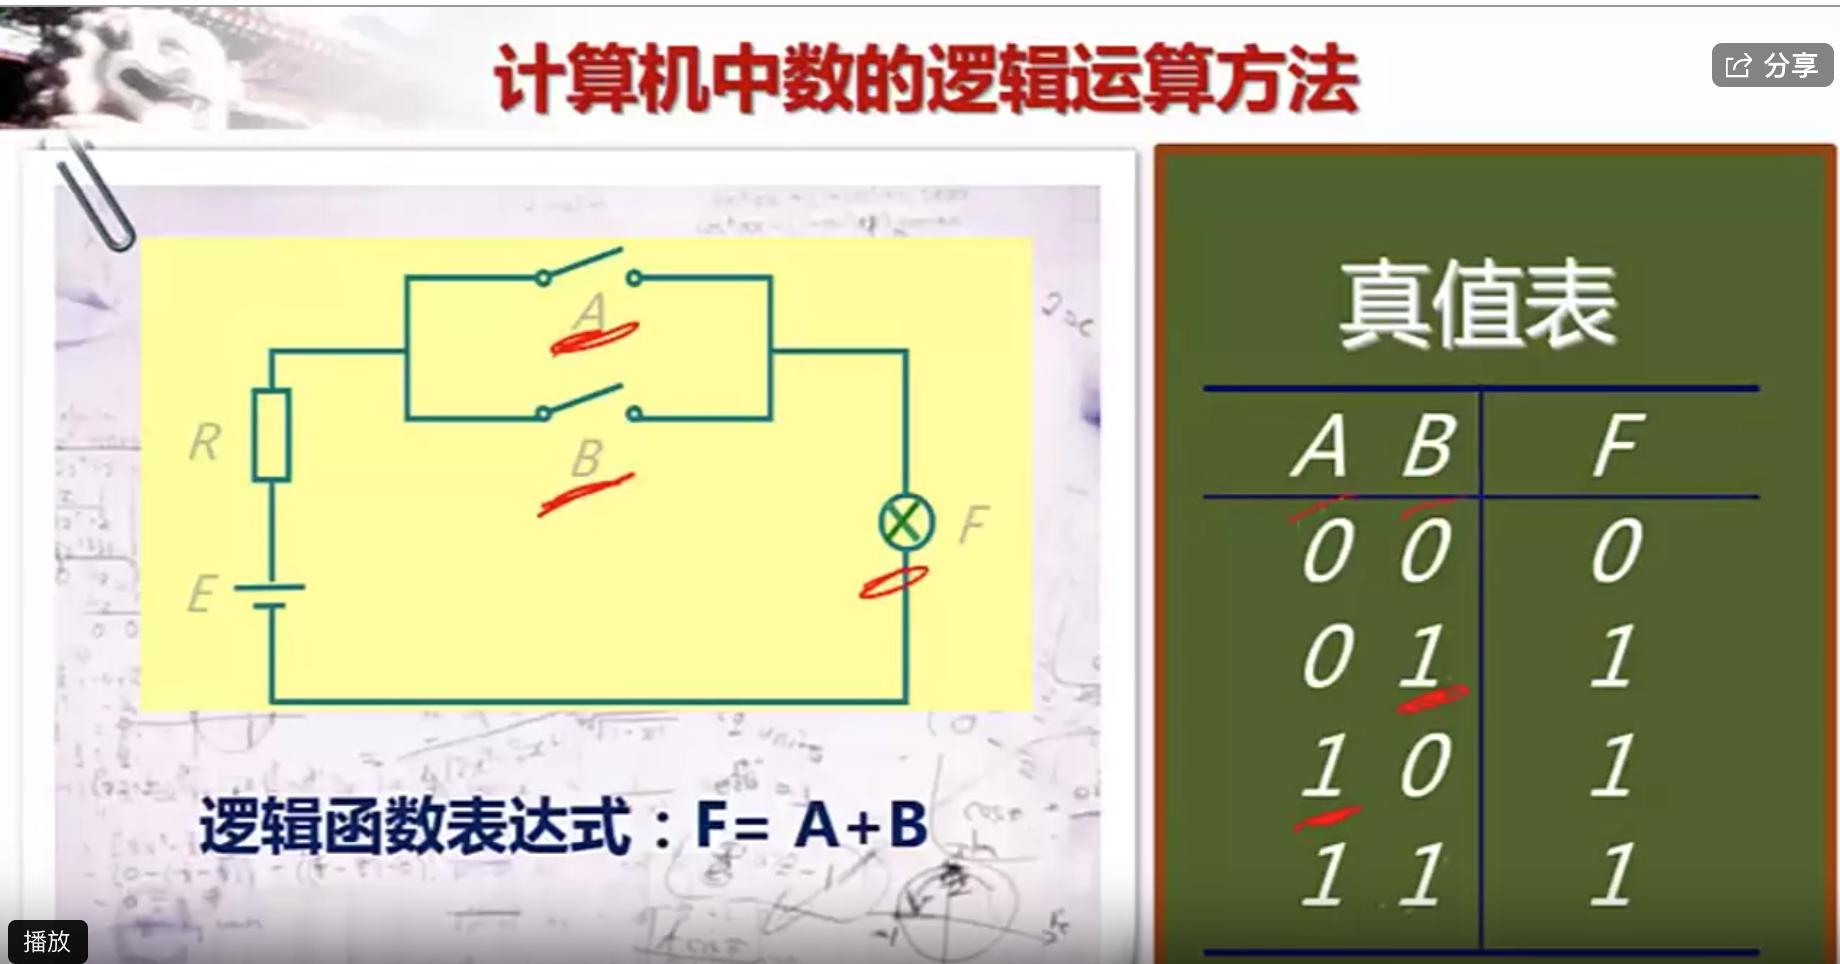 计算机中数的逻辑运算方法
分享
A
B
R
E
F
逻辑函数表达式：F= A+B
真值表
A B F
0 0 0
0 1 1
1 0 1
1 1 1
播放